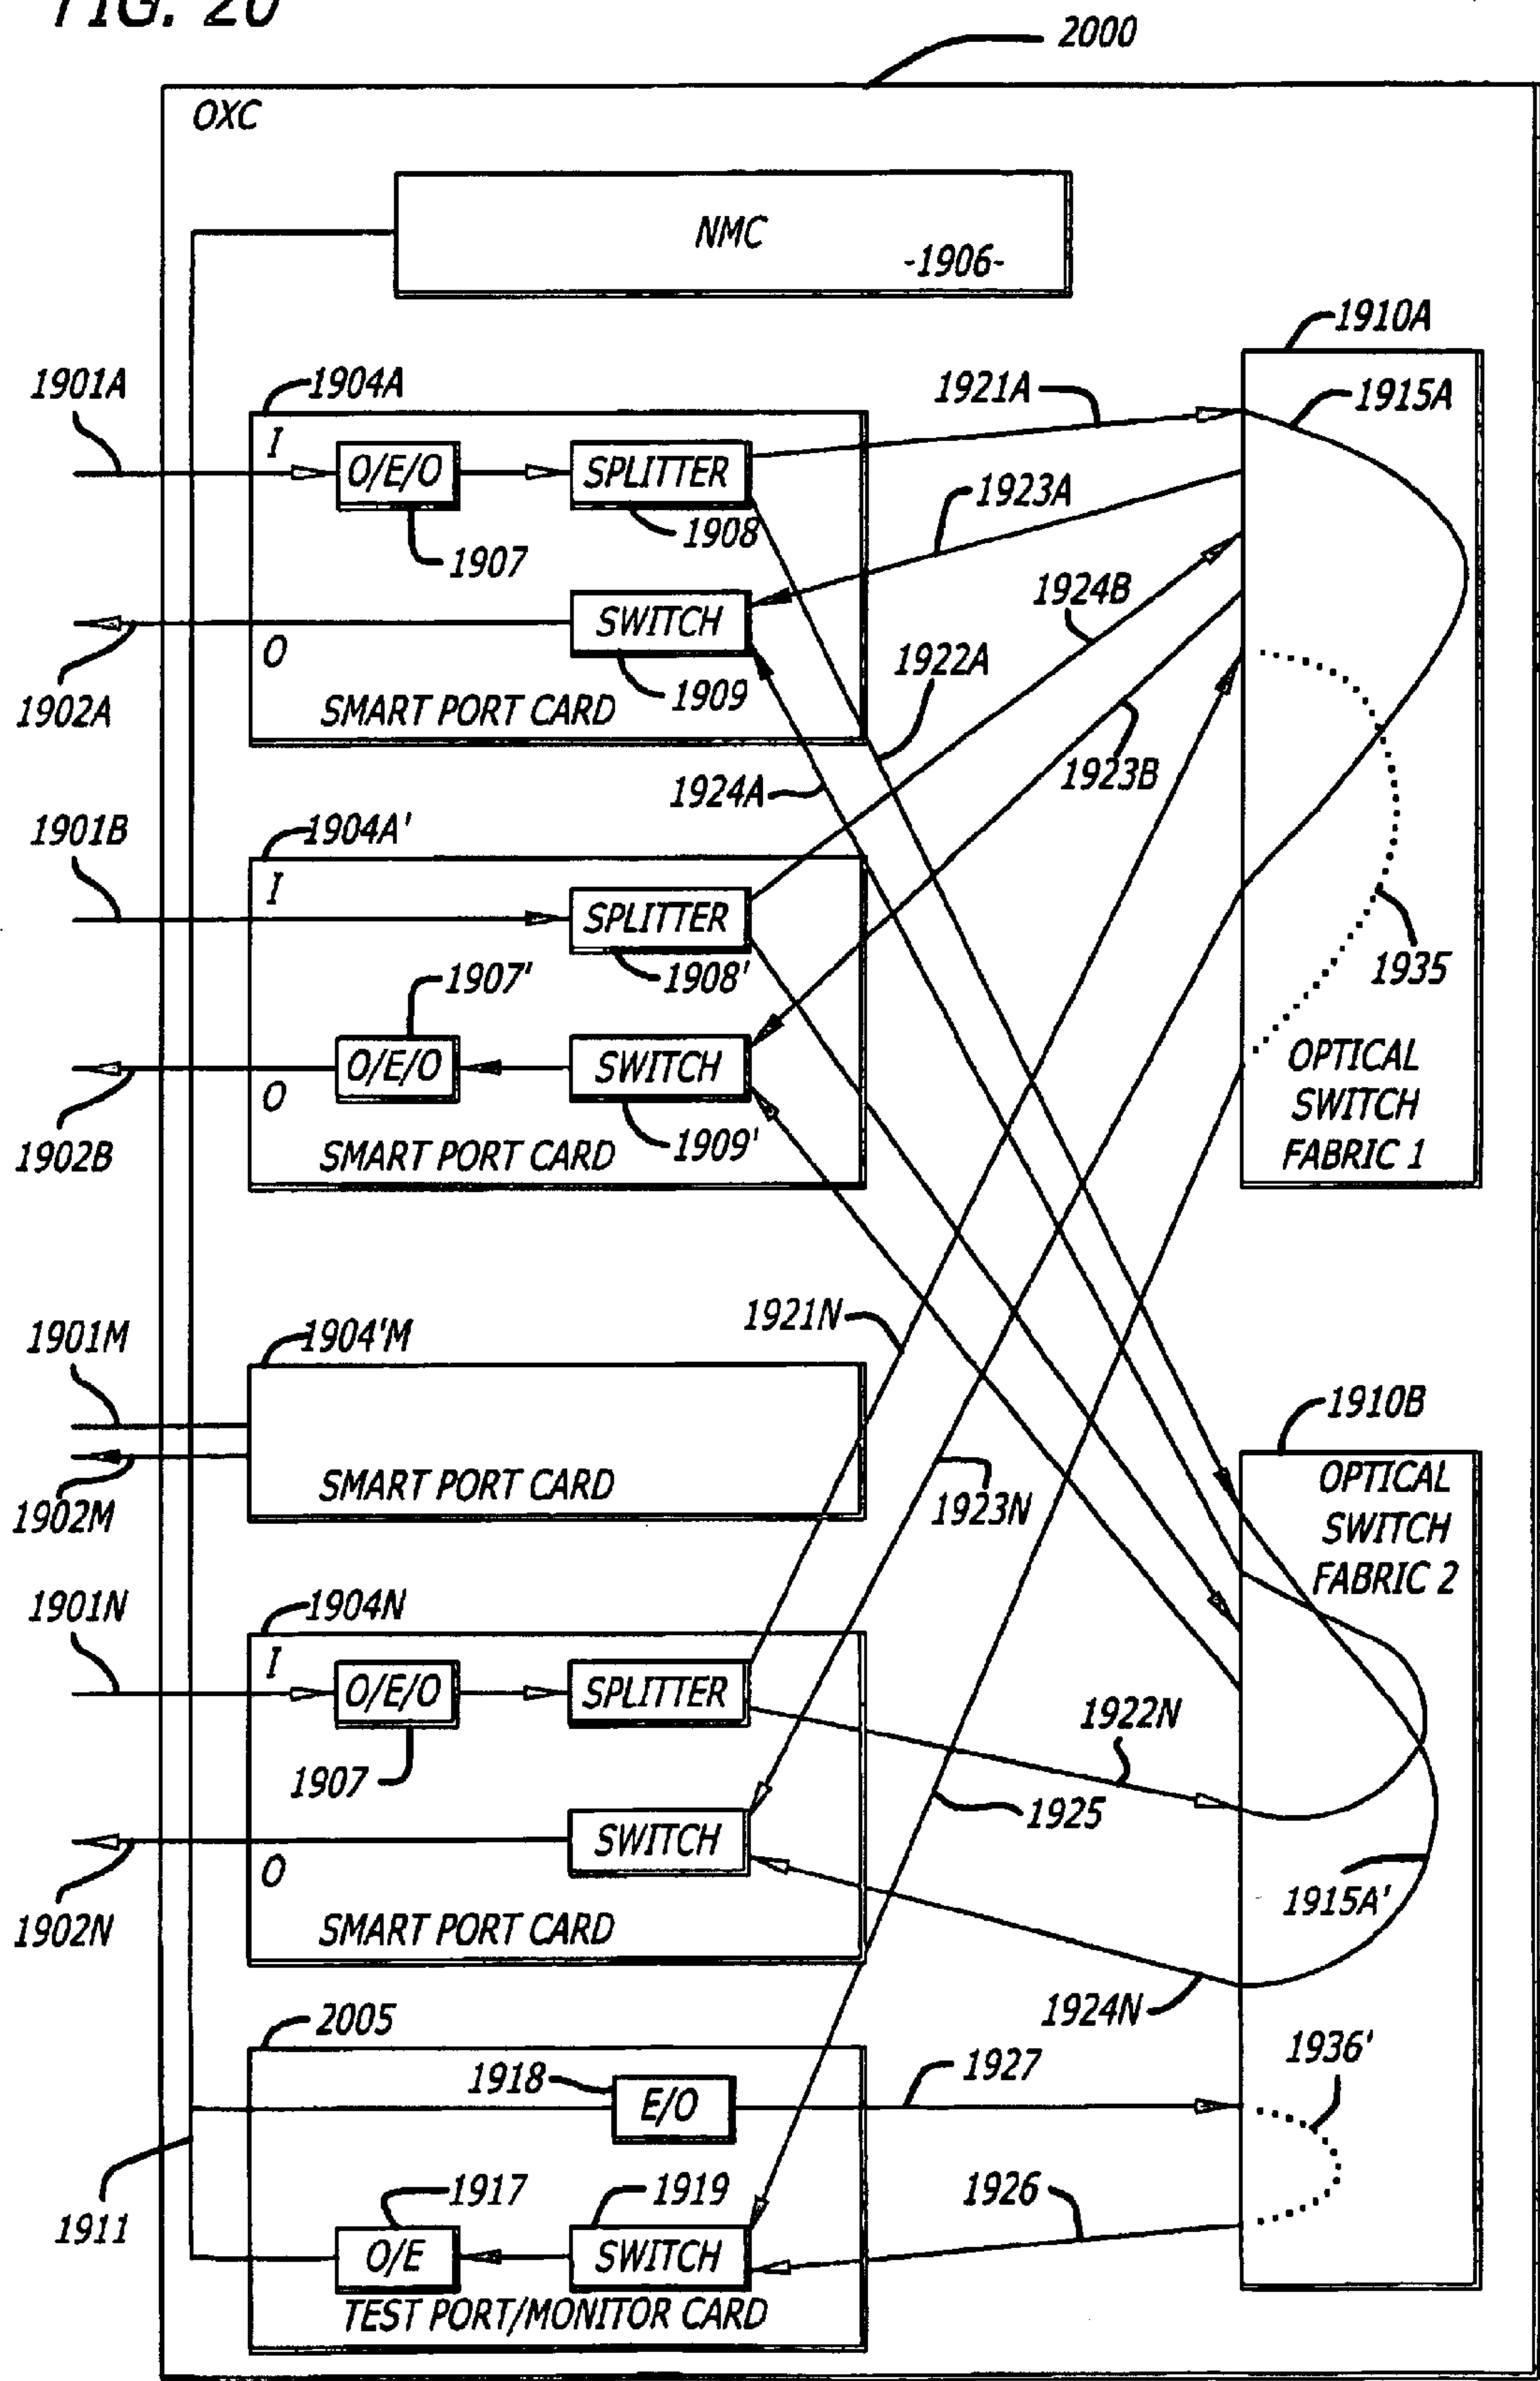 FIG. 20
2000
OXC
NMC
-1906-
1910A
1901A
1904A
1921A
1915A
I
O/E/O
SPLITTER
1923A
1908
1907
1924B
SWITCH
O
1922A
1909
1902A
SMART PORT CARD
1923B
1924A
1901B
1904A'
I
SPLITTER
1935
1907'
1908'
OPTICAL
SWITCH
FABRIC 1
O/E/O
SWITCH
O
1909'
1902B
SMART PORT CARD
1921N
1901M
1904'M
1910B
OPTICAL
SWITCH
FABRIC 2
SMART PORT CARD
1902M
1923N
1901N
1904N
I
O/E/O
SPLITTER
1922N
1907
1925
SWITCH
O
1915A'
1902N
SMART PORT CARD
1924N
2005
1936'
1918
1927
E/O
1917
1919
1926
1911
O/E
SWITCH
TEST PORT/MONITOR CARD